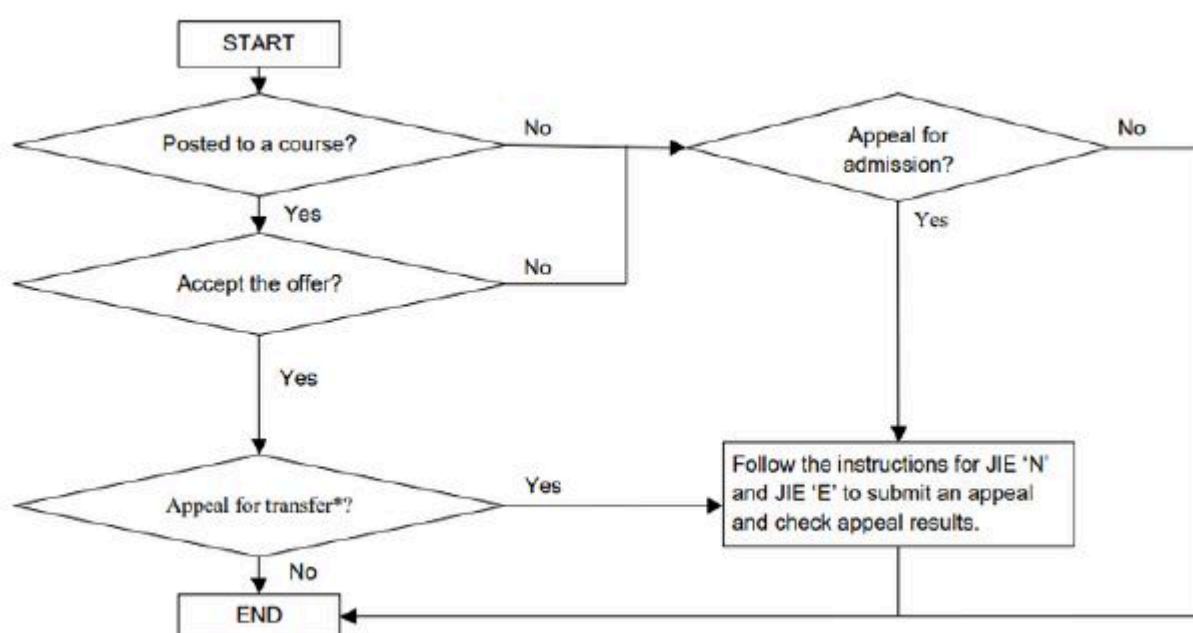 START
Posted to a course?
No
Appeal for
admission?
No
Yes
Yes
Accept the offer?
No
Yes
Appeal for transfer*?
Yes
Follow the instructions for JIE ‘N’
and JIE ‘E’ to submit an appeal
and check appeal results.
No
END